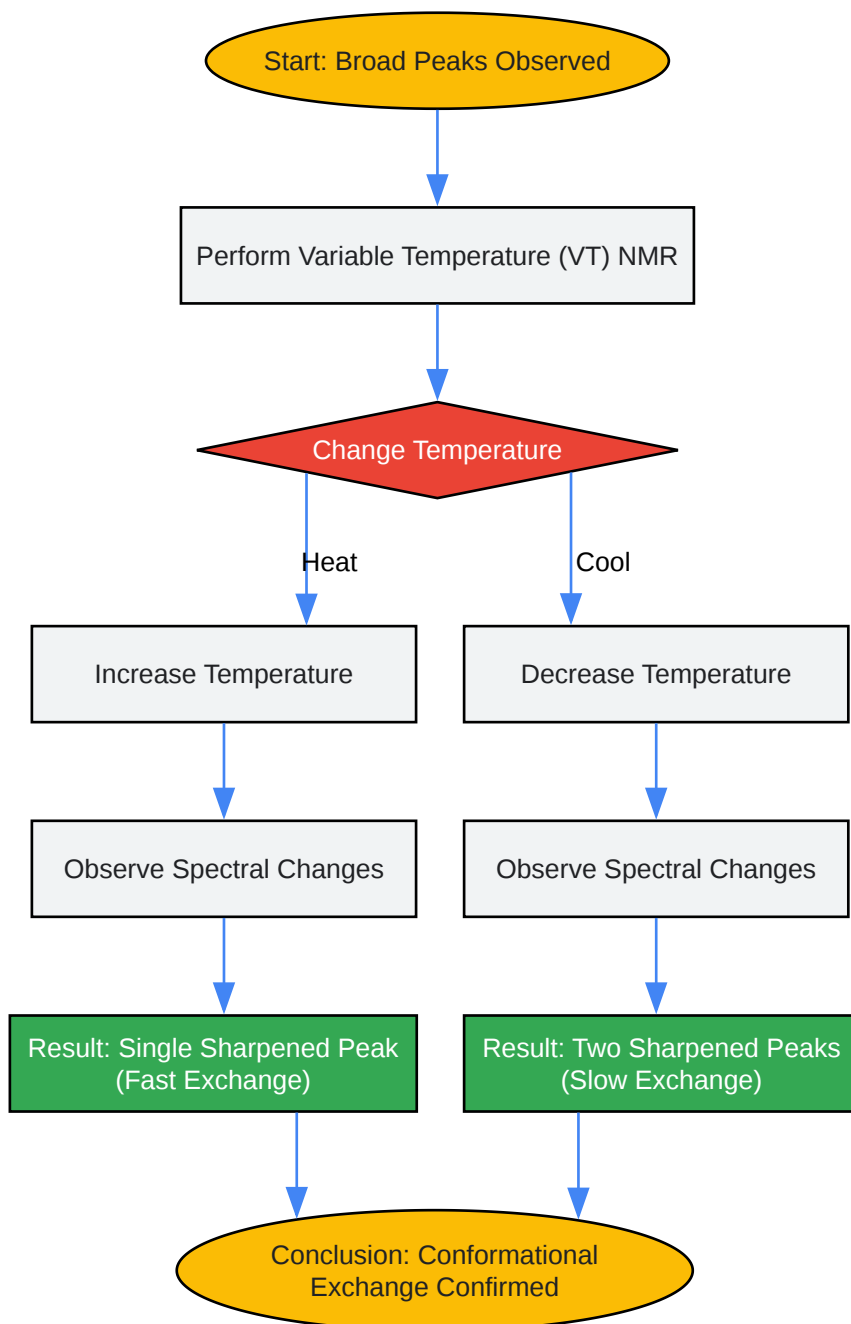 Start: Broad Peaks Observed
Perform Variable Temperature (VT) NMR
Change Temperature
Heat
Cool
Increase Temperature
Decrease Temperature
Observe Spectral Changes
Observe Spectral Changes
Result: Single Sharpened Peak
(Fast Exchange)
Result: Two Sharpened Peaks
(Slow Exchange)
Conclusion: Conformational
Exchange Confirmed